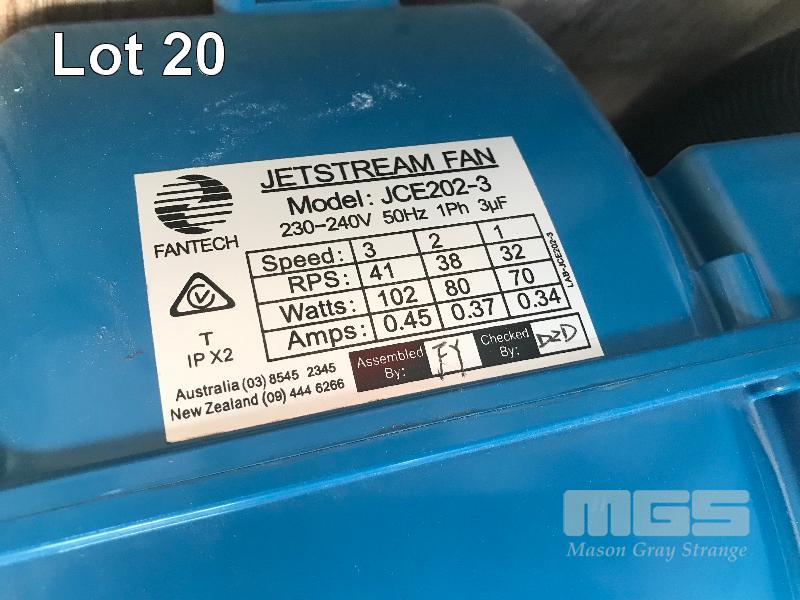 Lot 20
JETSTREAM FAN
Model: JCE202-3
230-240V 50Hz 1Ph 3µF
FANTECH
Speed: 3 2 1
RPS: 41 38 32
Watts: 102 80 70
Amps: 0.45 0.37 0.34
LAB-JCE202-3
T
IP X2
Assembled By: FY
Checked By: DZD
Australia (03) 8545 2345
New Zealand (09) 444 6266
MGS
Mason Gray Strange